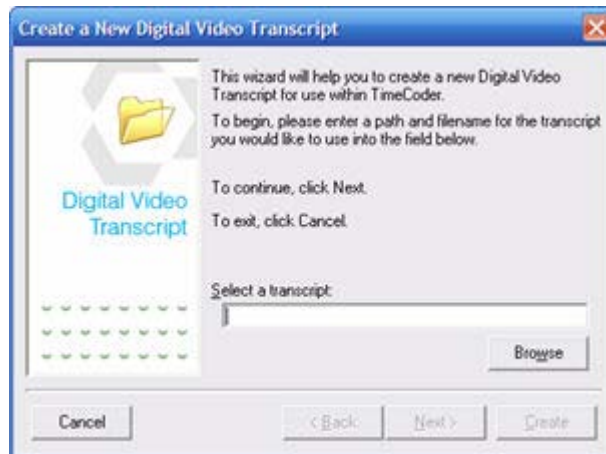 Create a New Digital Video Transcript
This wizard will help you to create a new Digital Video
Transcript for use within TimeCoder.
To begin, please enter a path and filename for the transcript
you would like to use into the field below.
To continue, click Next.
To exit, click Cancel.
Digital Video
Transcript
Select a transcript:
Browse
Cancel
< Back
Next >
Create